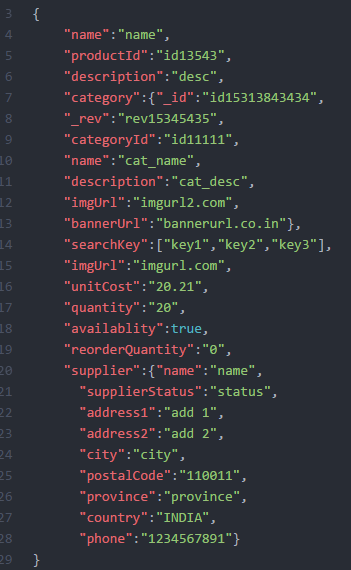 3 {
4 "name":"name",
5 "productId":"id13543",
6 "description":"desc",
7 "category":{"_id":"id15313843434",
8 "_rev":"rev15345435",
9 "categoryId":"id11111",
10 "name":"cat_name",
11 "description":"cat_desc",
12 "imgUrl":"imgurl2.com",
13 "bannerUrl":"bannerurl.co.in"},
14 "searchKey":["key1","key2","key3"],
15 "imgUrl":"imgurl.com",
16 "unitCost":"20.21",
17 "quantity":"20",
18 "availablity":true,
19 "reorderQuantity":"0",
20 "supplier":{"name":"name",
21 "supplierStatus":"status",
22 "address1":"add 1",
23 "address2":"add 2",
24 "city":"city",
25 "postalCode":"110011",
26 "province":"province",
27 "country":"INDIA",
28 "phone":"1234567891"}
29 }